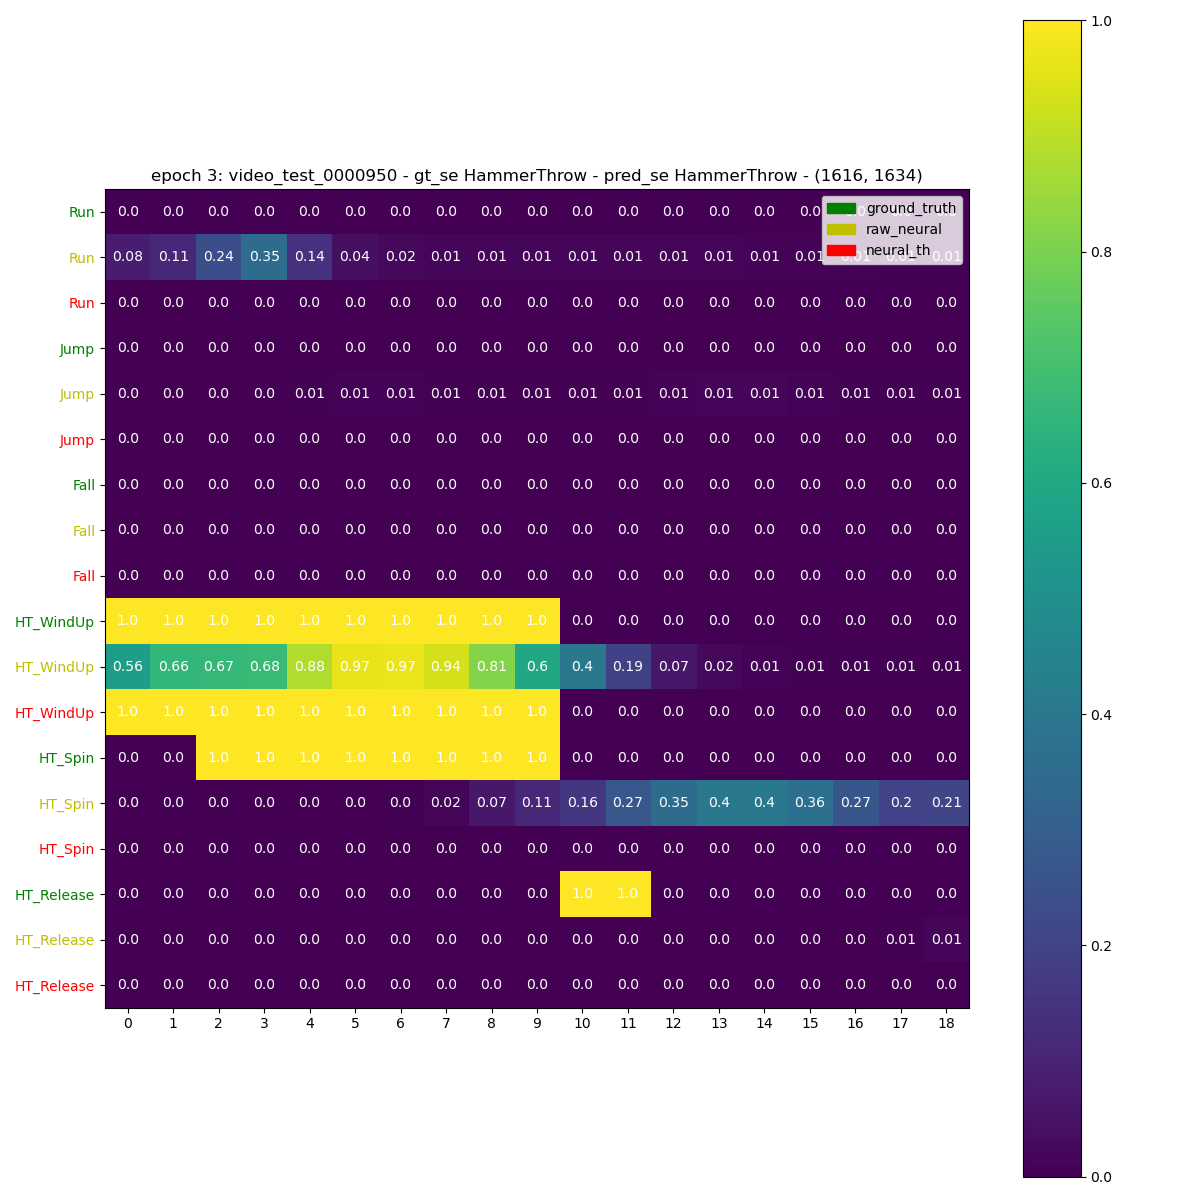 epoch 3: video_test_0000950 - gt_se HammerThrow - pred_se HammerThrow - (1616, 1634)
ground_truth
raw_neural
neural_th
Run 0.0 0.0 0.0 0.0 0.0 0.0 0.0 0.0 0.0 0.0 0.0 0.0 0.0 0.0 0.0 0.0
Run 0.08 0.11 0.24 0.35 0.14 0.04 0.02 0.01 0.01 0.01 0.01 0.01 0.01 0.01 0.01 0.01 0.01 0.01
Run 0.0 0.0 0.0 0.0 0.0 0.0 0.0 0.0 0.0 0.0 0.0 0.0 0.0 0.0 0.0 0.0 0.0 0.0 0.0
Jump 0.0 0.0 0.0 0.0 0.0 0.0 0.0 0.0 0.0 0.0 0.0 0.0 0.0 0.0 0.0 0.0 0.0 0.0 0.0
Jump 0.0 0.0 0.0 0.0 0.01 0.01 0.01 0.01 0.01 0.01 0.01 0.01 0.01 0.01 0.01 0.01 0.01 0.01 0.01
Jump 0.0 0.0 0.0 0.0 0.0 0.0 0.0 0.0 0.0 0.0 0.0 0.0 0.0 0.0 0.0 0.0 0.0 0.0 0.0
Fall 0.0 0.0 0.0 0.0 0.0 0.0 0.0 0.0 0.0 0.0 0.0 0.0 0.0 0.0 0.0 0.0 0.0 0.0 0.0
Fall 0.0 0.0 0.0 0.0 0.0 0.0 0.0 0.0 0.0 0.0 0.0 0.0 0.0 0.0 0.0 0.0 0.0 0.0 0.0
Fall 0.0 0.0 0.0 0.0 0.0 0.0 0.0 0.0 0.0 0.0 0.0 0.0 0.0 0.0 0.0 0.0 0.0 0.0 0.0
HT_WindUp 1.0 1.0 1.0 1.0 1.0 1.0 1.0 1.0 1.0 1.0 0.0 0.0 0.0 0.0 0.0 0.0 0.0 0.0 0.0
HT_WindUp 0.56 0.66 0.67 0.68 0.88 0.97 0.97 0.94 0.81 0.6 0.4 0.19 0.07 0.02 0.01 0.01 0.01 0.01 0.01
HT_WindUp 1.0 1.0 1.0 1.0 1.0 1.0 1.0 1.0 1.0 1.0 0.0 0.0 0.0 0.0 0.0 0.0 0.0 0.0 0.0
HT_Spin 0.0 0.0 1.0 1.0 1.0 1.0 1.0 1.0 1.0 1.0 0.0 0.0 0.0 0.0 0.0 0.0 0.0 0.0 0.0
HT_Spin 0.0 0.0 0.0 0.0 0.0 0.0 0.0 0.02 0.07 0.11 0.16 0.27 0.35 0.4 0.4 0.36 0.27 0.2 0.21
HT_Spin 0.0 0.0 0.0 0.0 0.0 0.0 0.0 0.0 0.0 0.0 0.0 0.0 0.0 0.0 0.0 0.0 0.0 0.0 0.0
HT_Release 0.0 0.0 0.0 0.0 0.0 0.0 0.0 0.0 0.0 0.0 1.0 1.0 0.0 0.0 0.0 0.0 0.0 0.0 0.0
HT_Release 0.0 0.0 0.0 0.0 0.0 0.0 0.0 0.0 0.0 0.0 0.0 0.0 0.0 0.0 0.0 0.0 0.0 0.01 0.01
HT_Release 0.0 0.0 0.0 0.0 0.0 0.0 0.0 0.0 0.0 0.0 0.0 0.0 0.0 0.0 0.0 0.0 0.0 0.0 0.0
0 1 2 3 4 5 6 7 8 9 10 11 12 13 14 15 16 17 18
1.0
0.8
0.6
0.4
0.2
0.0